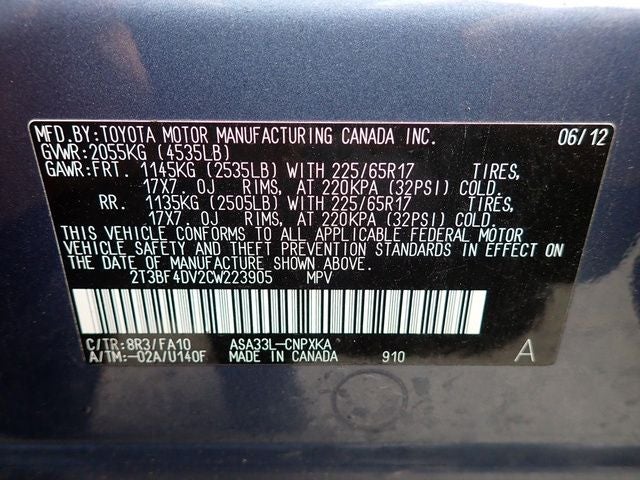 MFD.BY:TOYOTA MOTOR MANUFACTURING CANADA INC. 06/12
GVWR:2055KG (4535LB)
GAWR:FRT. 1145KG (2535LB) WITH 225/65R17 TIRES,
17X7. 0J RIMS, AT 220KPA (32PSI) COLD.
RR. 1135KG (2505LB) WITH 225/65R17 TIRES,
17X7. 0J RIMS, AT 220KPA (32PSI) COLD.
THIS VEHICLE CONFORMS TO ALL APPLICABLE FEDERAL MOTOR
VEHICLE SAFETY AND THEFT PREVENTION STANDARDS IN EFFECT ON
THE DATE OF MANUFACTURE SHOWN ABOVE.
2T3BF4DV2CW223905 MPV
C/TR:8R3/FA10 ASA33L-CNPXKA
A/TM:-02A/U140F MADE IN CANADA 910 A